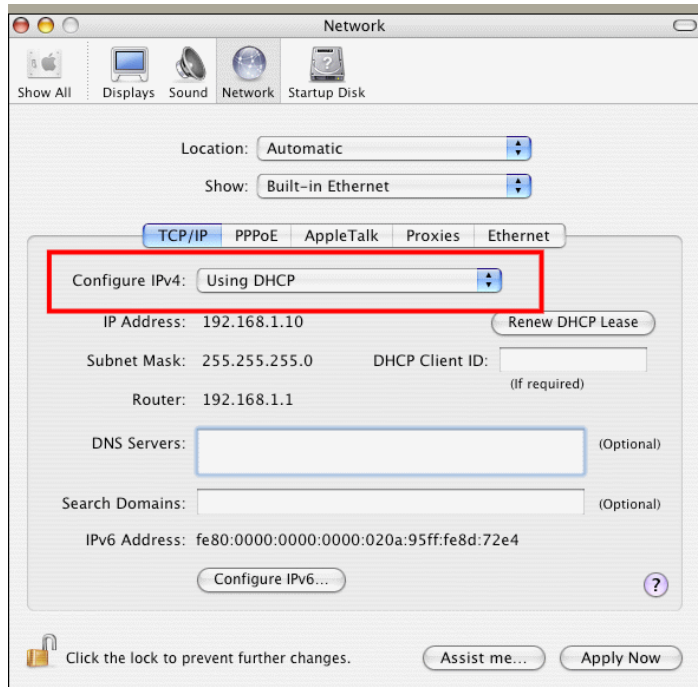 Network
Show All Displays Sound Network Startup Disk
Location: Automatic
Show: Built-in Ethernet
TCP/IP PPPoE AppleTalk Proxies Ethernet
Configure IPv4: Using DHCP
IP Address: 192.168.1.10 Renew DHCP Lease
Subnet Mask: 255.255.255.0 DHCP Client ID:
(If required)
Router: 192.168.1.1
DNS Servers: (Optional)
Search Domains: (Optional)
IPv6 Address: fe80:0000:0000:0000:020a:95ff:fe8d:72e4
Configure IPv6... ?
Click the lock to prevent further changes. Assist me... Apply Now